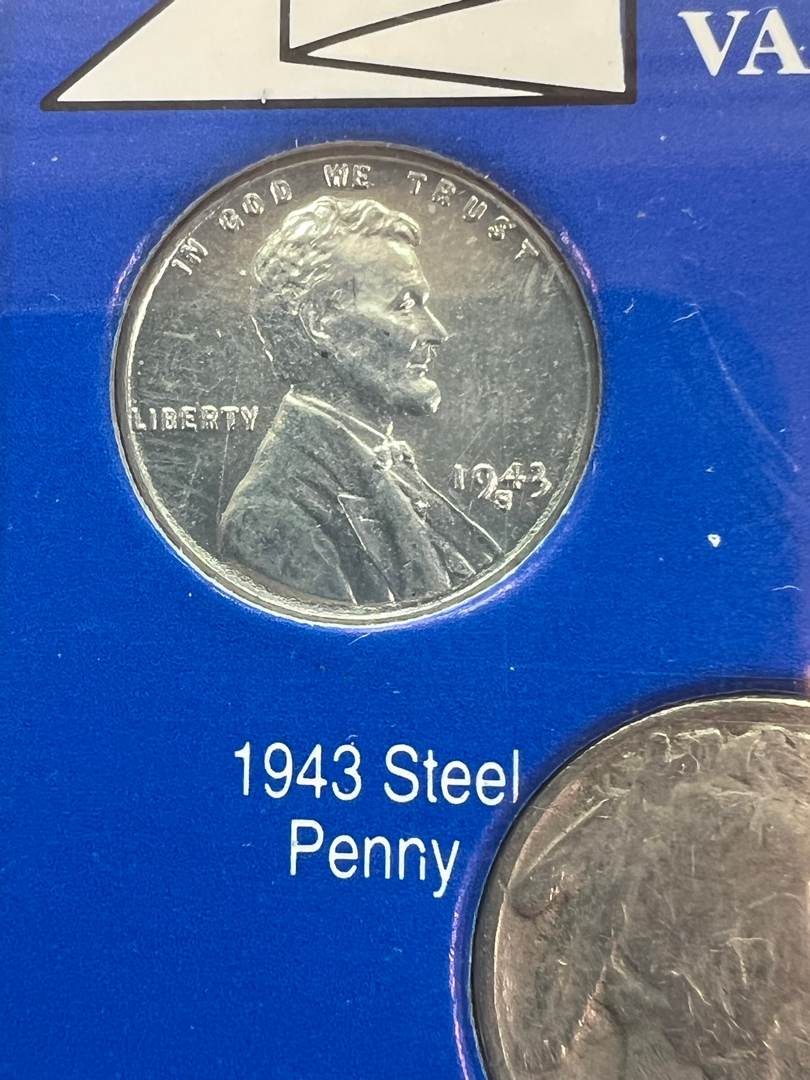 VA
IN GOD WE TRUST
LIBERTY
1943
S
1943 Steel
Penny